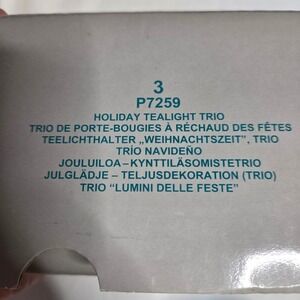 3
P7259
HOLIDAY TEALIGHT TRIO
TRIO DE PORTE-BOUGIES À RÉCHAUD DES FÊTES
TEELICHTHALTER „WEIHNACHTSZEIT", TRIO
TRÍO NAVIDEÑO
JOULUILOA – KYNTTILÄSOMISTETRIO
JULGLÄDJE – TELJUSDEKORATION (TRIO)
TRIO “LUMINI DELLE FESTE”